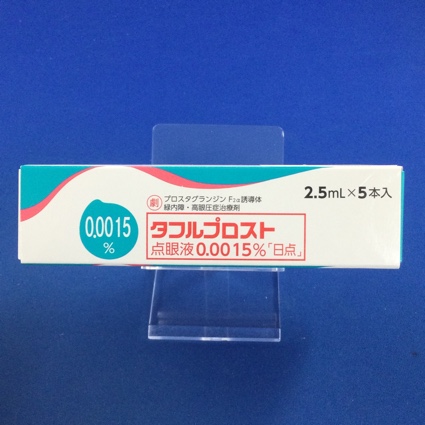 劇 プロスタグランジン F2α誘導体
緑内障・高眼圧症治療剤
2.5mL×5本入
0.0015
%
タフルプロスト
点眼液0.0015%「日点」